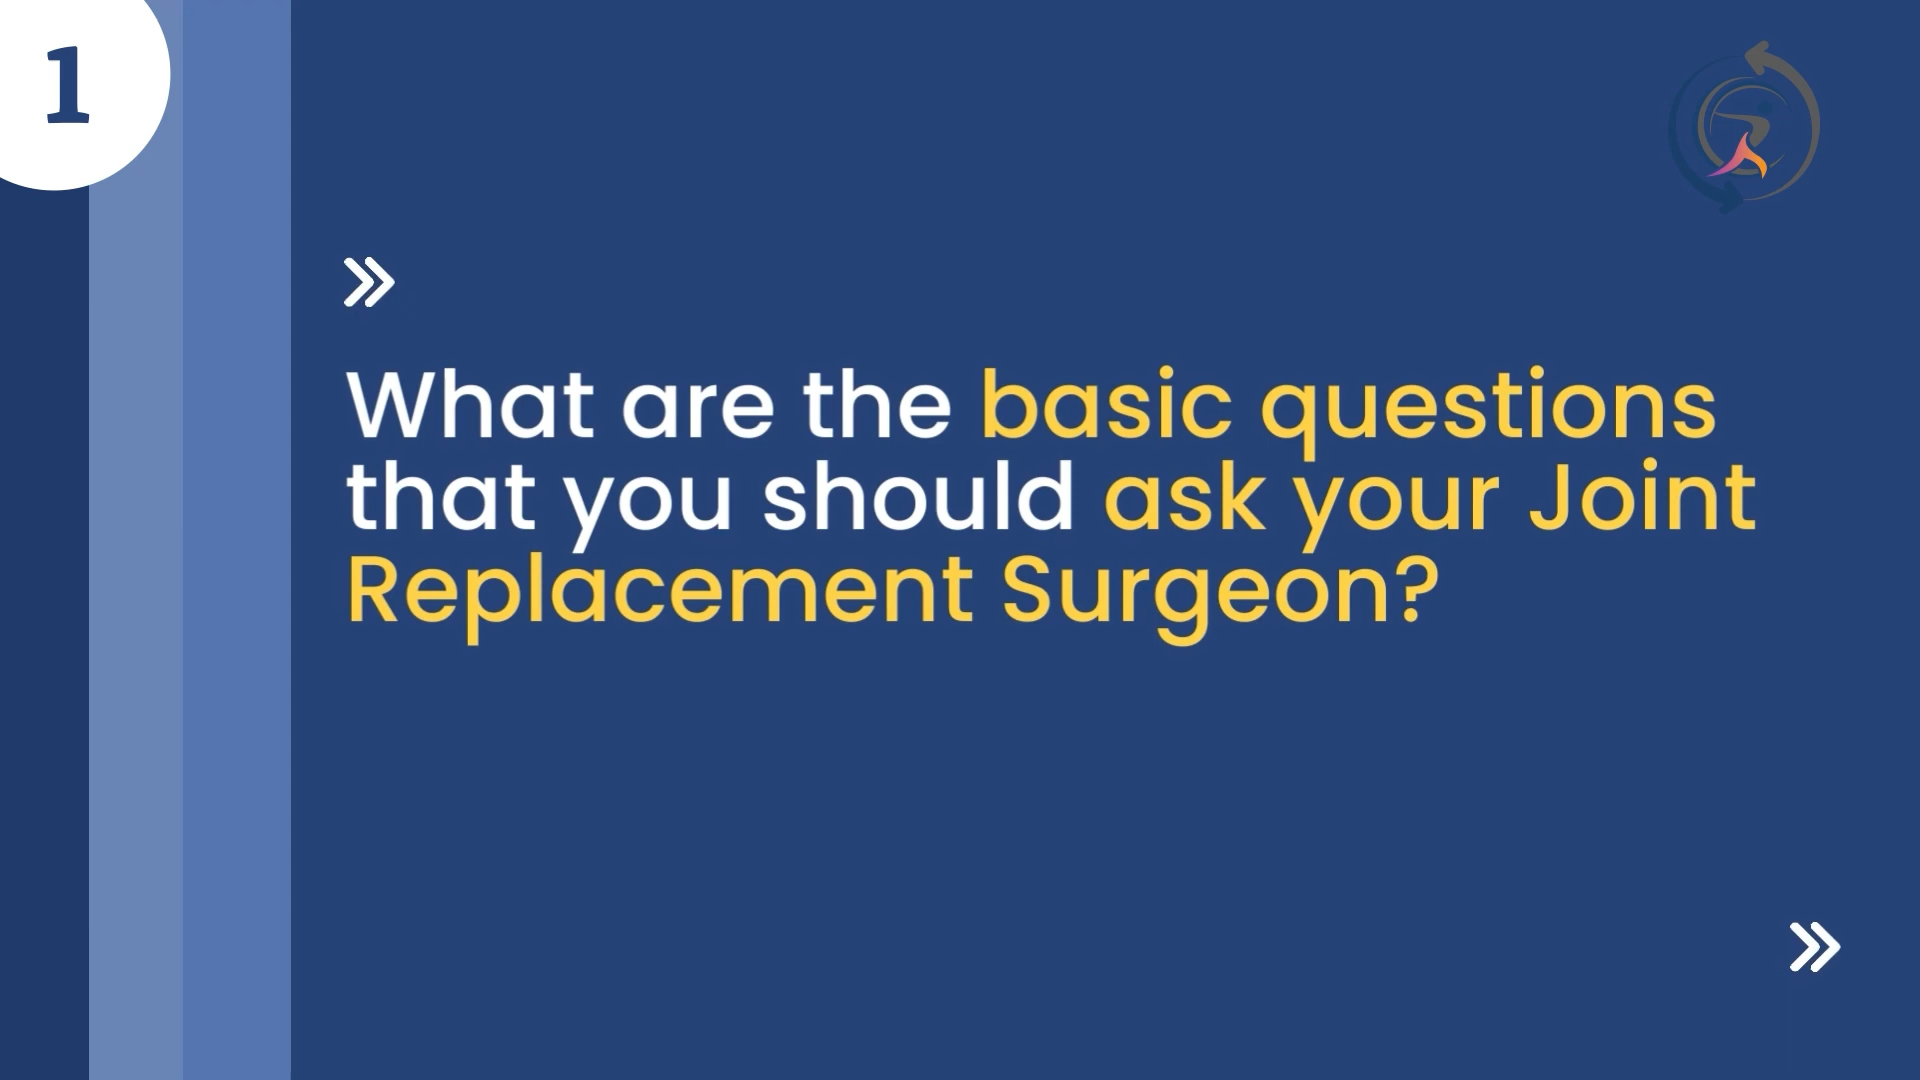 1
What are the basic questions
that you should ask your Joint
Replacement Surgeon?